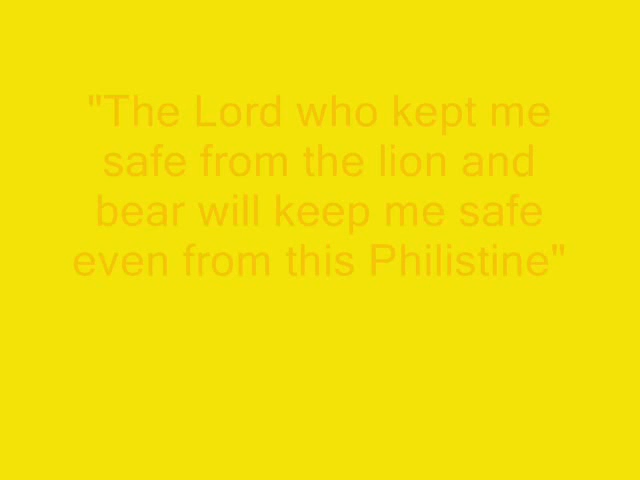 "The Lord who kept me
safe from the lion and
bear will keep me safe
even from this Philistine"